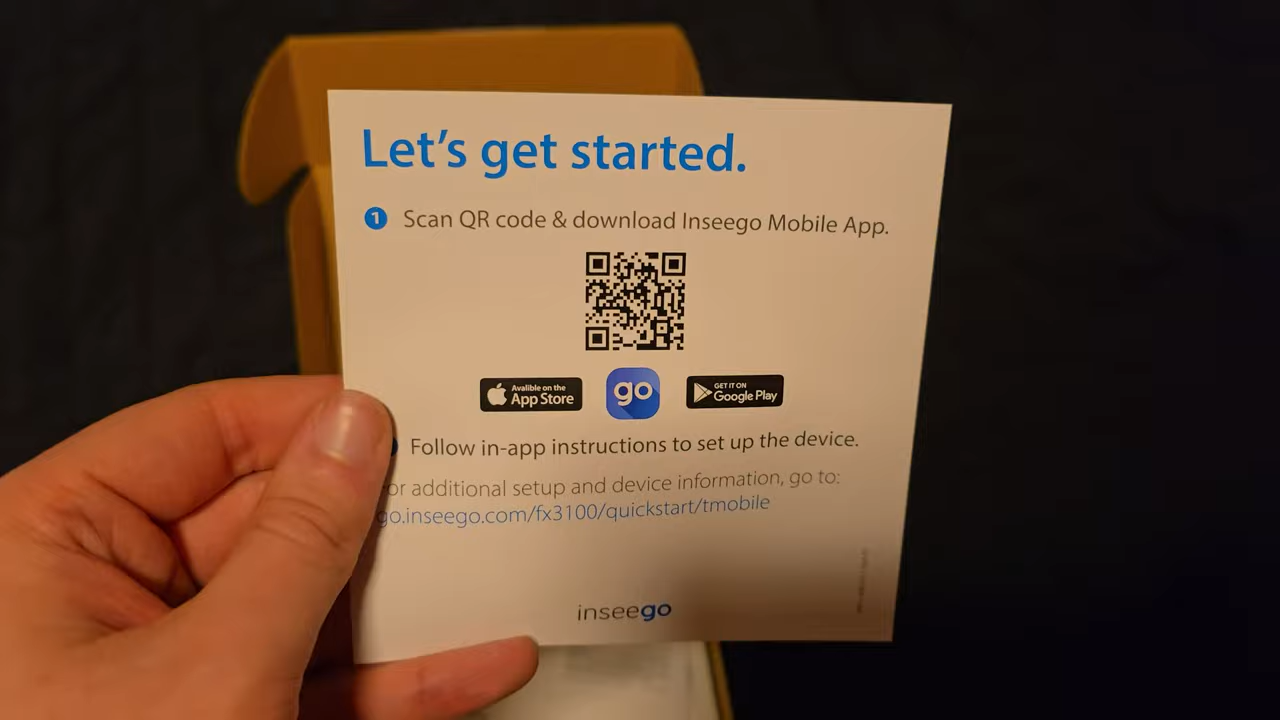 Let's get started.
1 Scan QR code & download Inseego Mobile App.
Avalible on the
App Store
go
GET IT ON
Google Play
Follow in-app instructions to set up the device.
or additional setup and device information, go to:
go.inseego.com/fx3100/quickstart/tmobile
inseego